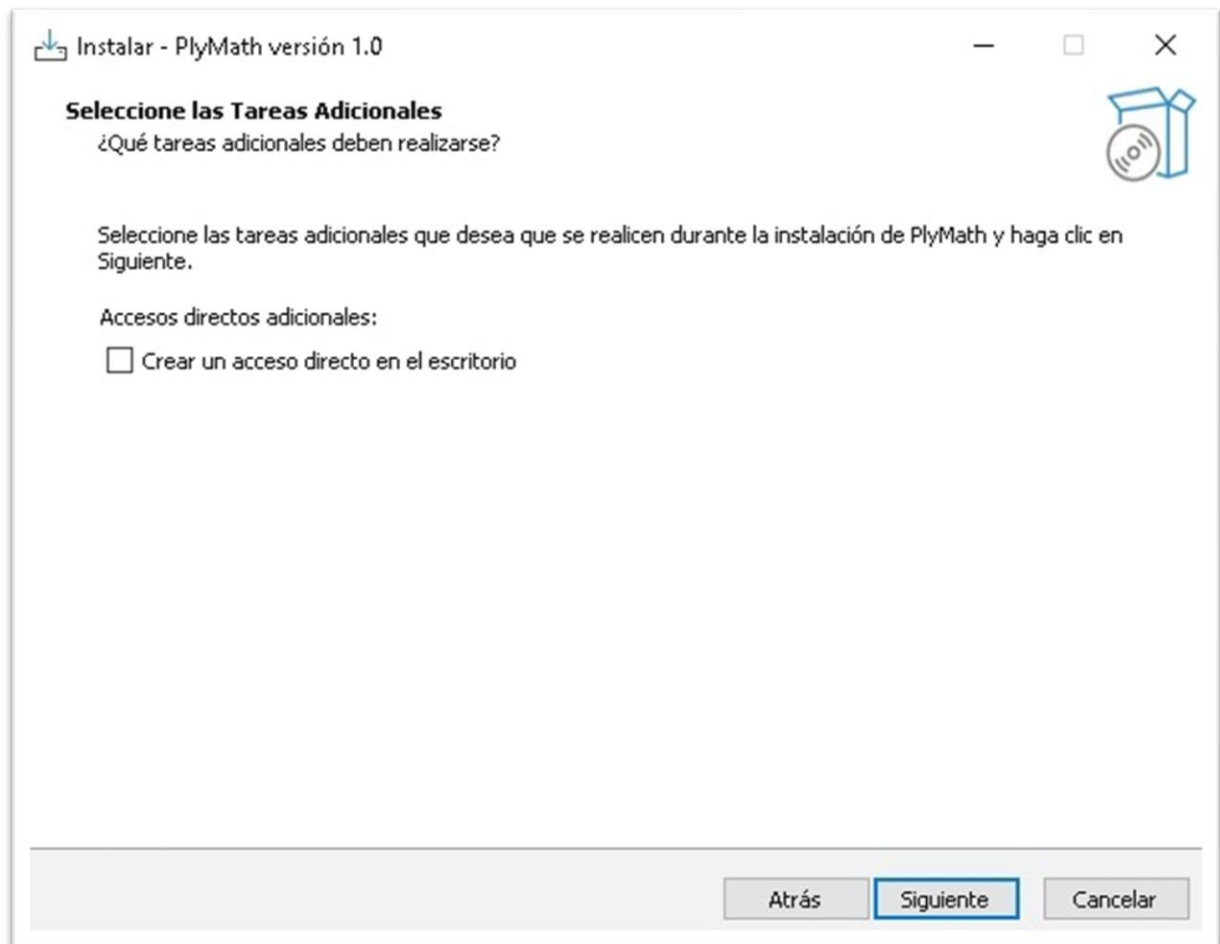 Instalar - PlyMath versión 1.0
Seleccione las Tareas Adicionales
¿Qué tareas adicionales deben realizarse?
Seleccione las tareas adicionales que desea que se realicen durante la instalación de PlyMath y haga clic en
Siguiente.
Accesos directos adicionales:
Crear un acceso directo en el escritorio
Atrás Siguiente Cancelar